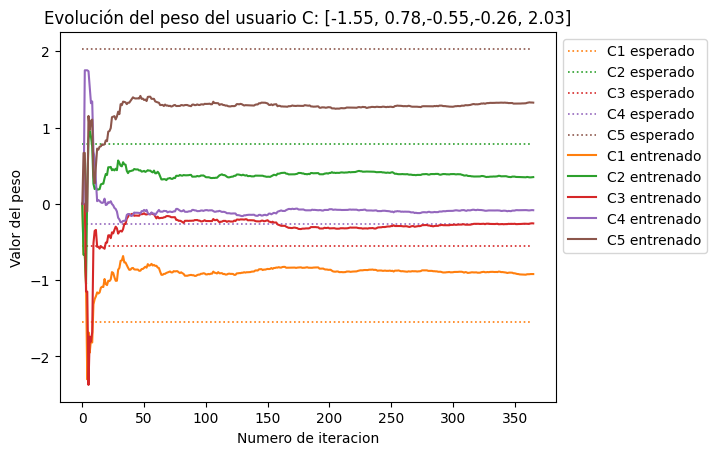 Evolución del peso del usuario C: [-1.55, 0.78,-0.55,-0.26, 2.03]
Valor del peso
2
1
0
−1
−2
0 50 100 150 200 250 300 350
Numero de iteracion
C1 esperado
C2 esperado
C3 esperado
C4 esperado
C5 esperado
C1 entrenado
C2 entrenado
C3 entrenado
C4 entrenado
C5 entrenado